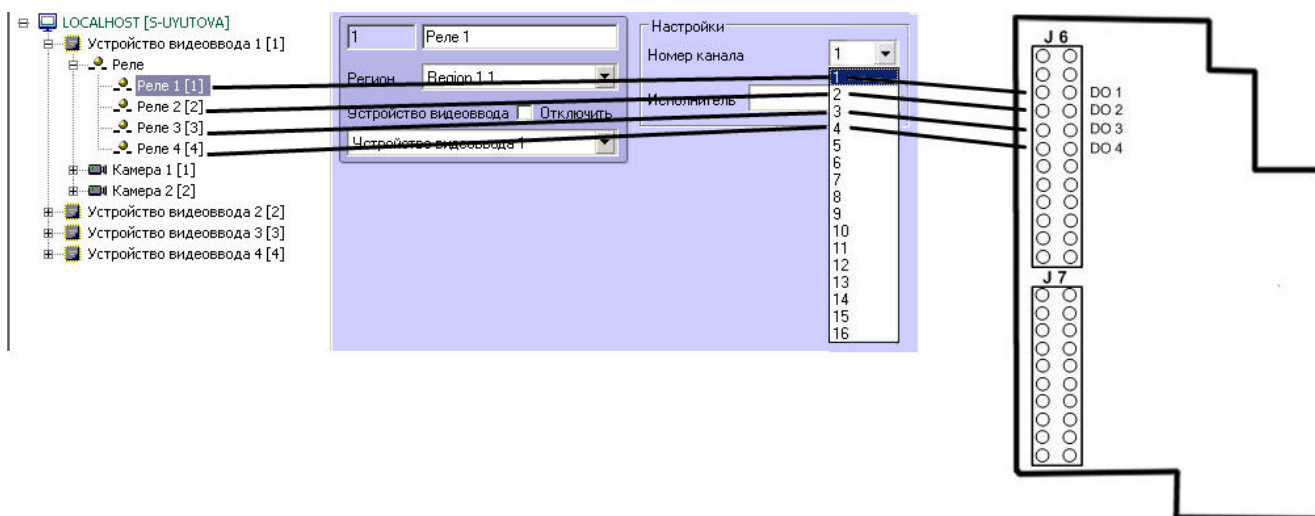 LOCALHOST [S-UYUTOVA]
Устройство видеоввода 1 [1]
Реле
Реле 1 [1]
Реле 2 [2]
Реле 3 [3]
Реле 4 [4]
Камера 1 [1]
Камера 2 [2]
Устройство видеоввода 2 [2]
Устройство видеоввода 3 [3]
Устройство видеоввода 4 [4]
1
Реле 1
Регион
Region 1.1
Устройство видеоввода
Отключить
Устройство видеоввода 1
Настройки
Номер канала
1
Исполнитель
1
2
3
4
5
6
7
8
9
10
11
12
13
14
15
16
J 6
DO 1
DO 2
DO 3
DO 4
J 7